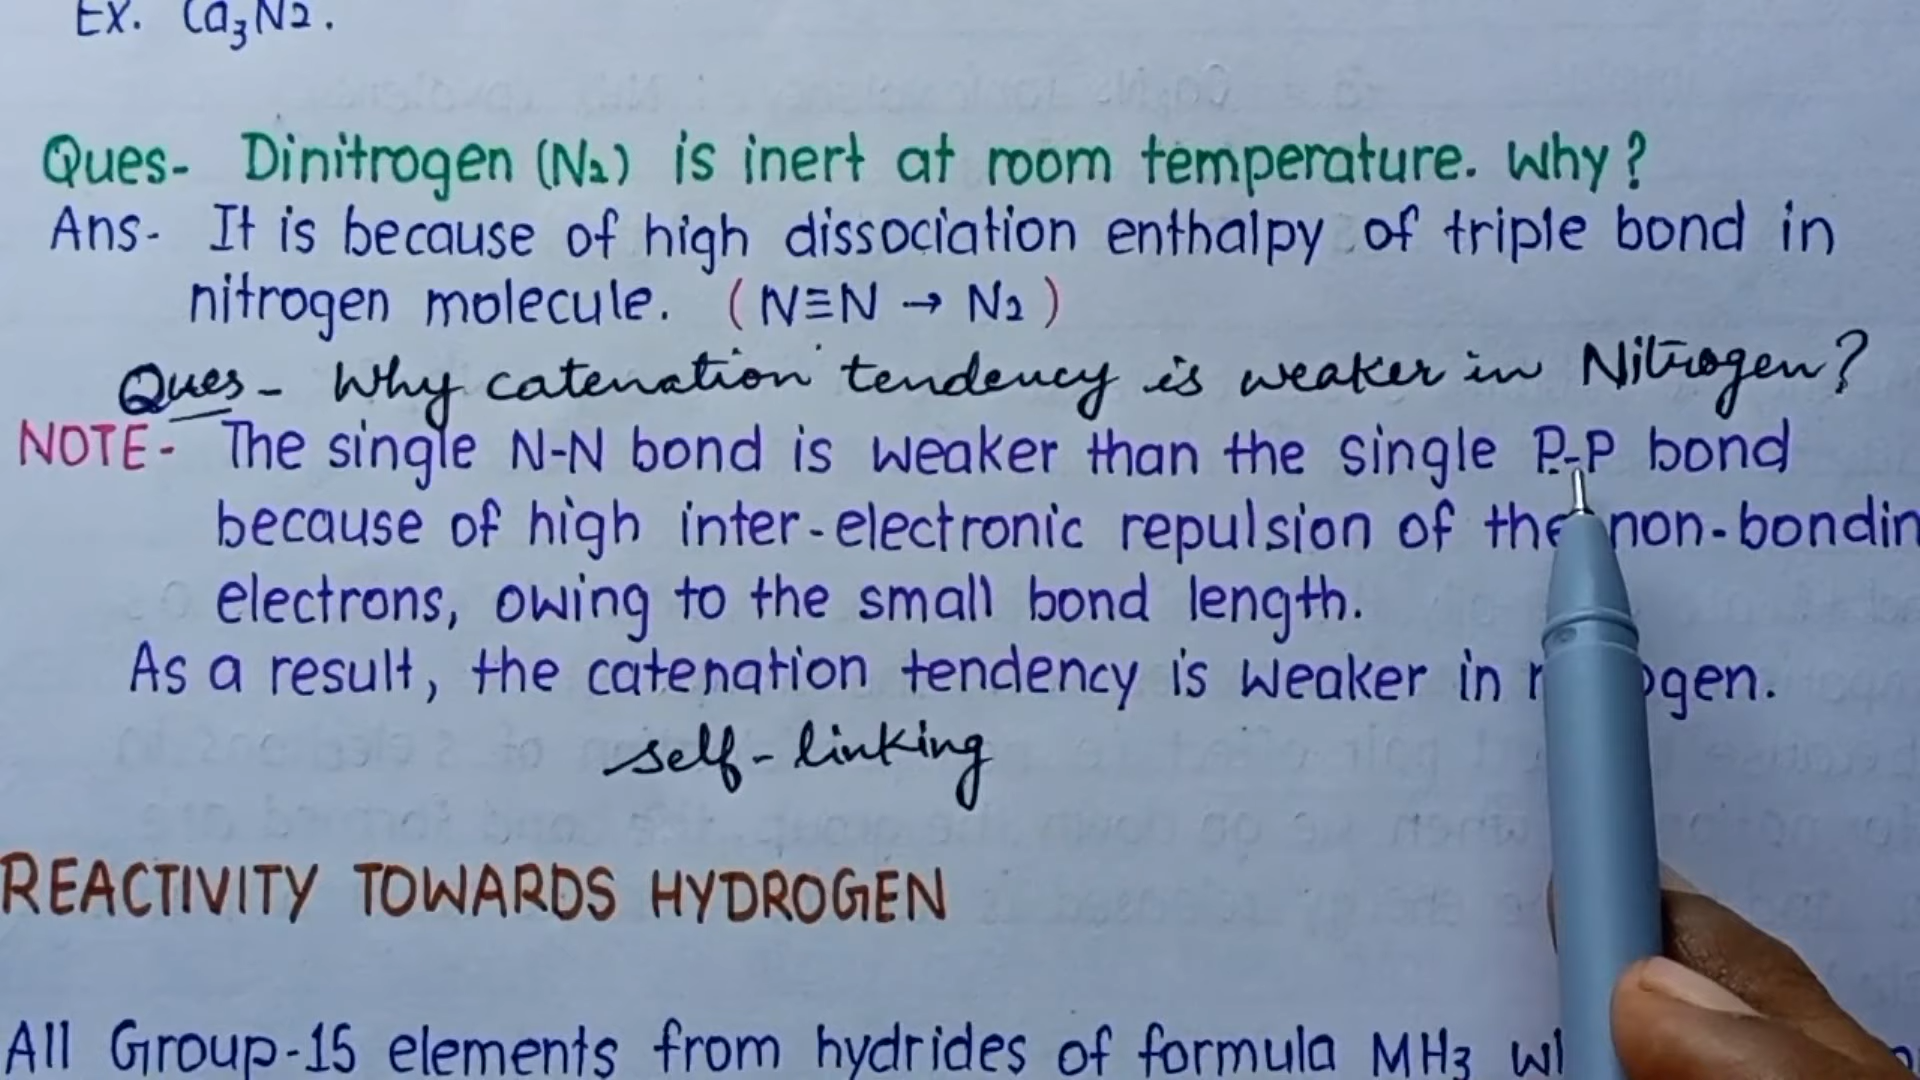 Ex. Ca₃N₂.
Ques- Dinitrogen (N₂) is inert at room temperature. Why?
Ans- It is because of high dissociation enthalpy of triple bond in
nitrogen molecule. (N≡N → N₂)
Ques- Why catenation tendency is weaker in Nitrogen?
NOTE- The single N-N bond is weaker than the single P-P bond
because of high inter-electronic repulsion of the non-bondin
electrons, owing to the small bond length.
As a result, the catenation tendency is weaker in
self-linking
REACTIVITY TOWARDS HYDROGEN
All Group-15 elements from hydrides of formula MH₃